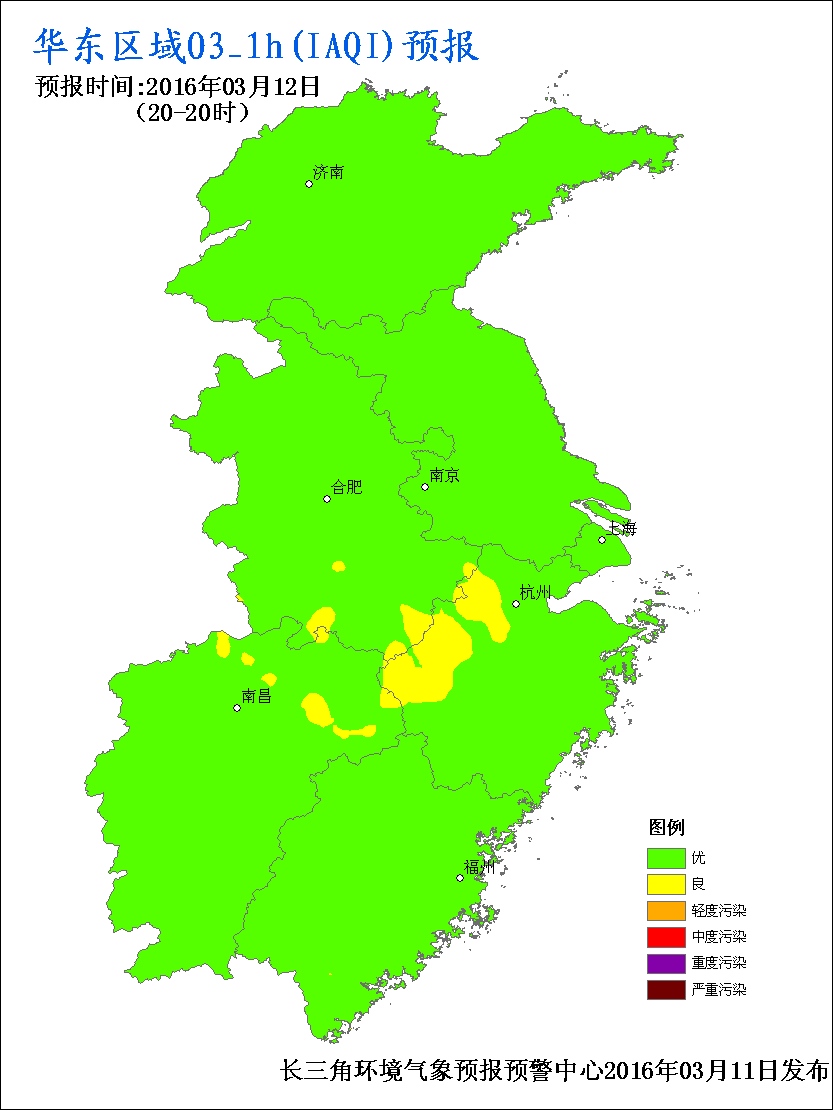 华东区域O3_1h(IAQI)预报
预报时间:2016年03月12日
(20-20时)
济南
南京
合肥
上海
杭州
南昌
福州
图例
优
良
轻度污染
中度污染
重度污染
严重污染
长三角环境气象预报预警中心2016年03月11日发布